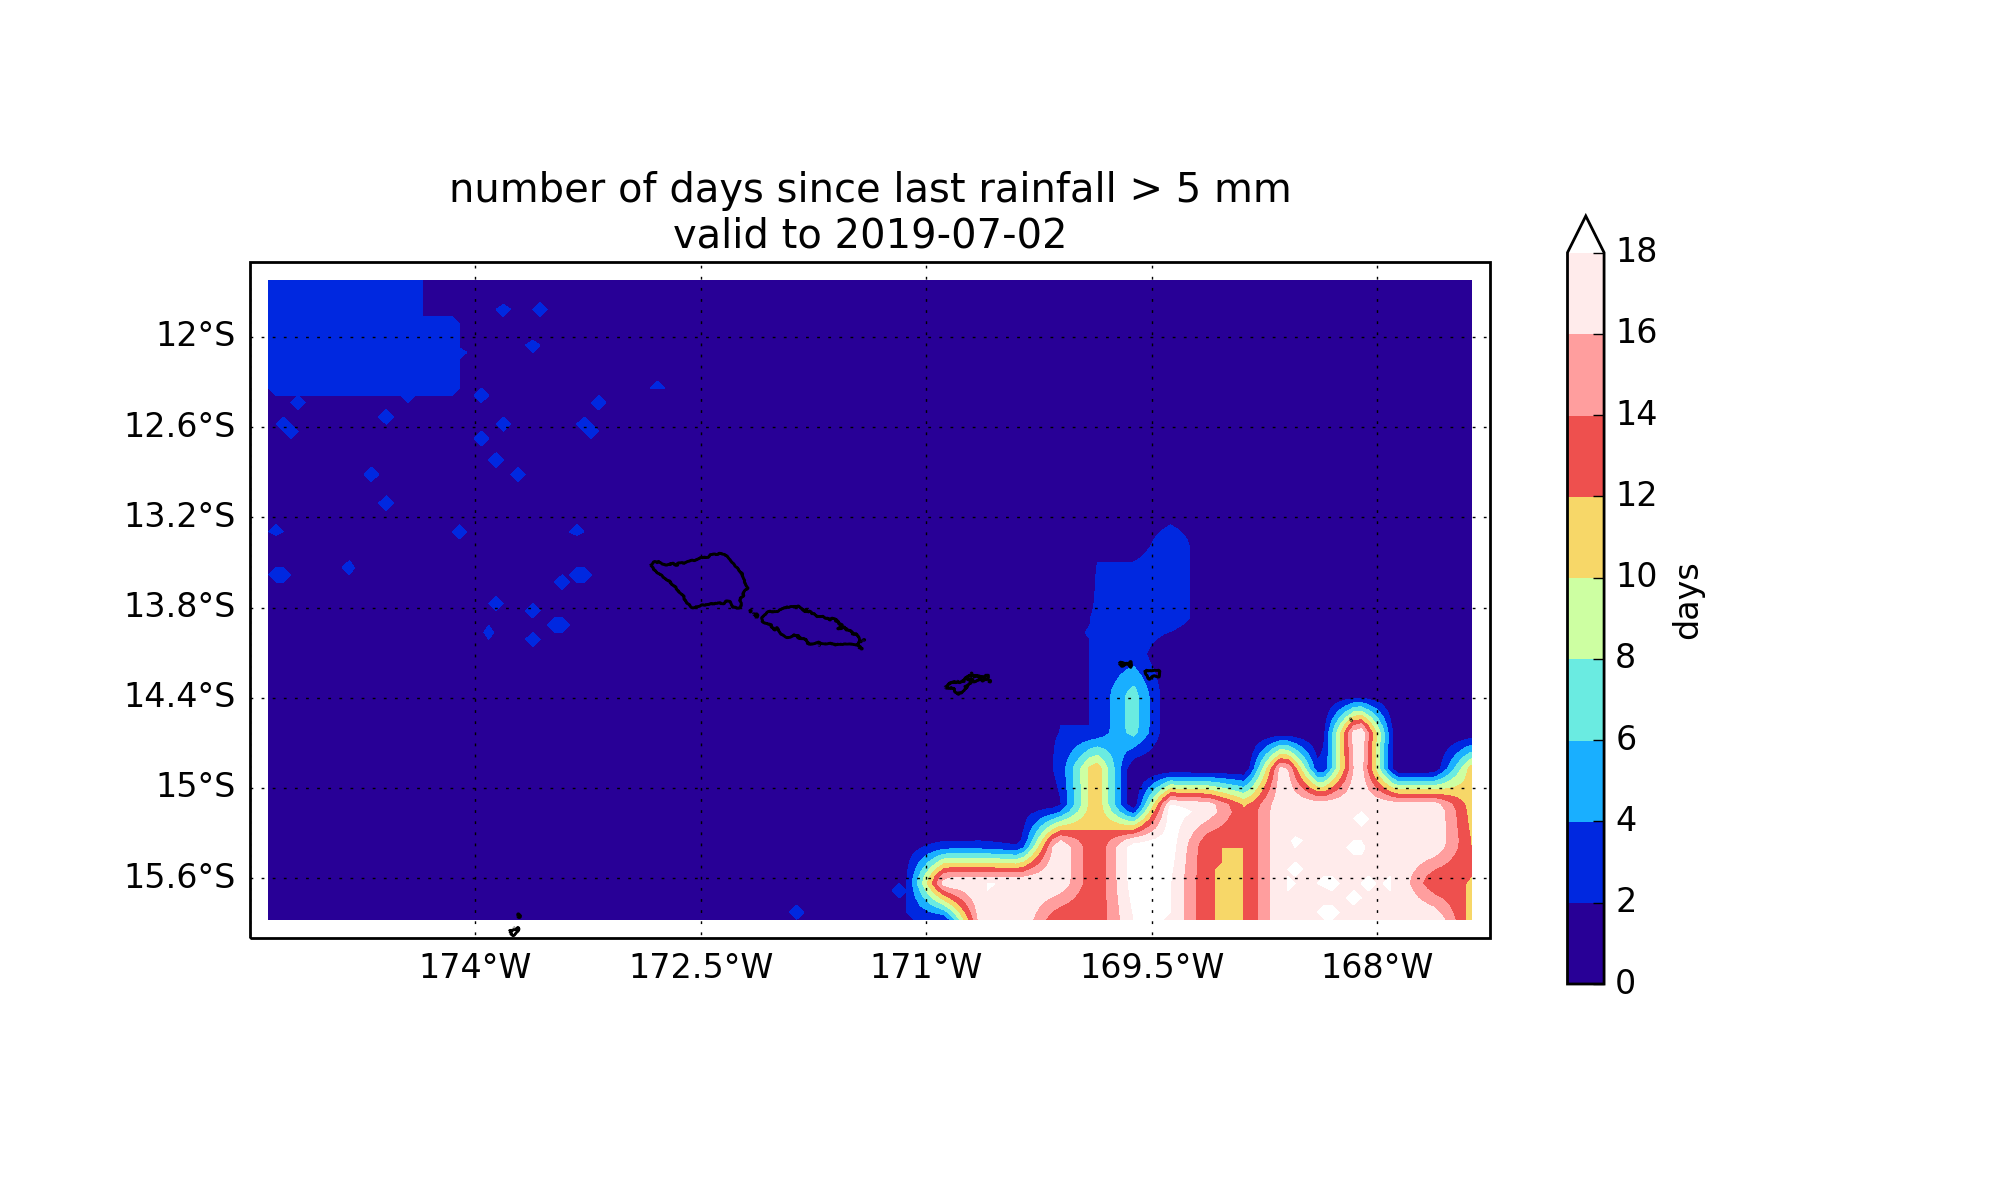 number of days since last rainfall > 5 mm
valid to 2019-07-02
12°S
12.6°S
13.2°S
13.8°S
14.4°S
15°S
15.6°S
174°W
172.5°W
171°W
169.5°W
168°W
18
16
14
12
10
8
6
4
2
0
days